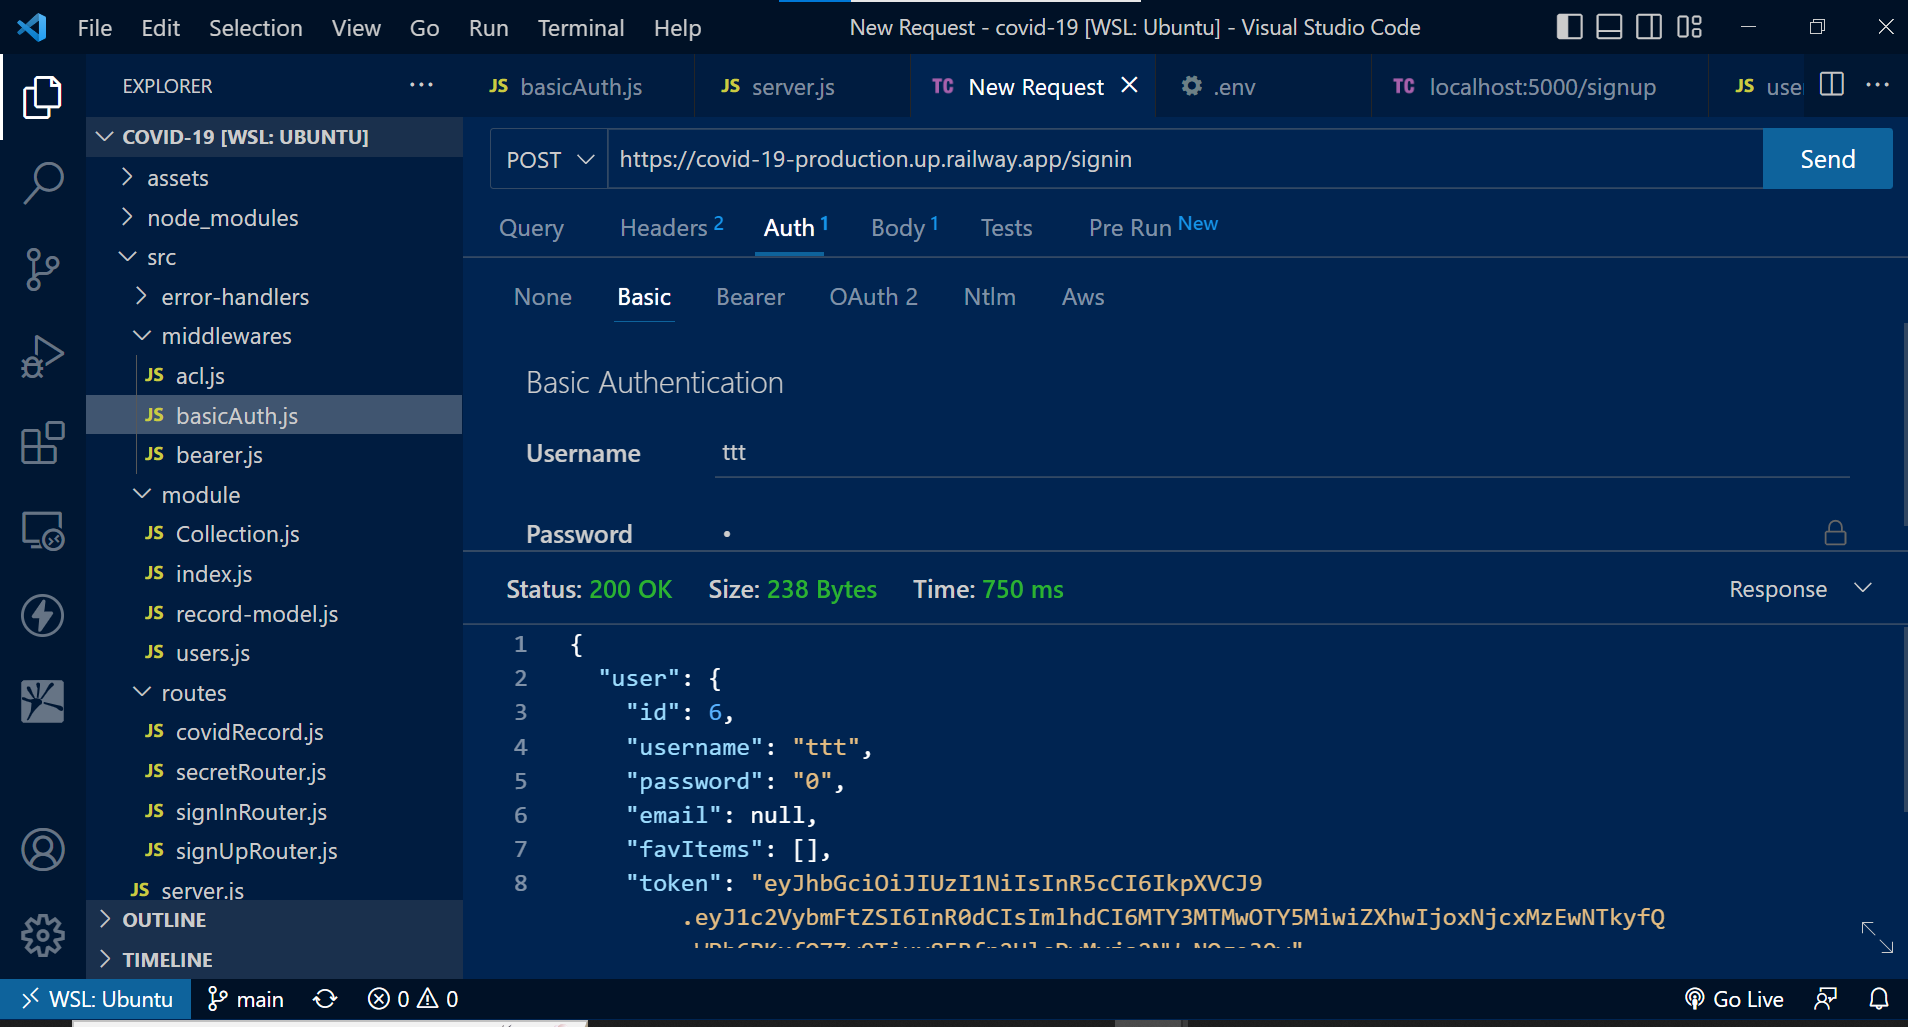 File Edit Selection View Go Run Terminal Help New Request - covid-19 [WSL: Ubuntu] - Visual Studio Code
EXPLORER
JS basicAuth.js JS server.js TC New Request .env TC localhost:5000/signup JS user
COVID-19 [WSL: UBUNTU]
assets
node_modules
src
error-handlers
middlewares
JS acl.js
JS basicAuth.js
JS bearer.js
module
JS Collection.js
JS index.js
JS record-model.js
JS users.js
routes
JS covidRecord.js
JS secretRouter.js
JS signInRouter.js
JS signUpRouter.js
JS server.js
OUTLINE
TIMELINE
POST https://covid-19-production.up.railway.app/signin Send
Query Headers 2 Auth 1 Body 1 Tests Pre Run New
None Basic Bearer OAuth 2 Ntlm Aws
Basic Authentication
Username ttt
Password •
Status: 200 OK Size: 238 Bytes Time: 750 ms Response
1 {
2 "user": {
3 "id": 6,
4 "username": "ttt",
5 "password": "0",
6 "email": null,
7 "favItems": [],
8 "token": "eyJhbGciOiJIUzI1NiIsInR5cCI6IkpXVCJ9
.eyJ1c2VybmFtZSI6InR0dCIsImlhdCI6MTY3MTMwOTY5MiwiZXhwIjoxNjcxMzEwNTkyfQ
WSL: Ubuntu main 0 0 Go Live